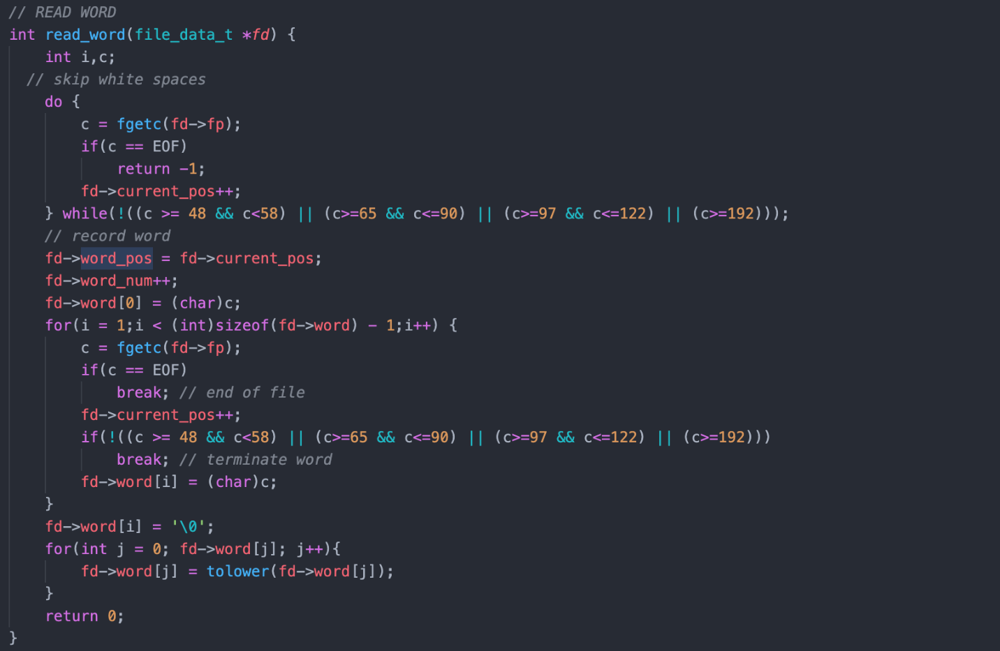 // READ WORD
int read_word(file_data_t *fd) {
    int i,c;
  // skip white spaces
    do {
        c = fgetc(fd->fp);
        if(c == EOF)
            return -1;
        fd->current_pos++;
    } while(!((c >= 48 && c<58) || (c>=65 && c<=90) || (c>=97 && c<=122) || (c>=192)));
    // record word
    fd->word_pos = fd->current_pos;
    fd->word_num++;
    fd->word[0] = (char)c;
    for(i = 1;i < (int)sizeof(fd->word) - 1;i++) {
        c = fgetc(fd->fp);
        if(c == EOF)
            break; // end of file
        fd->current_pos++;
        if(!((c >= 48 && c<58) || (c>=65 && c<=90) || (c>=97 && c<=122) || (c>=192)))
            break; // terminate word
        fd->word[i] = (char)c;
    }
    fd->word[i] = '\0';
    for(int j = 0; fd->word[j]; j++){
        fd->word[j] = tolower(fd->word[j]);
    }
    return 0;
}